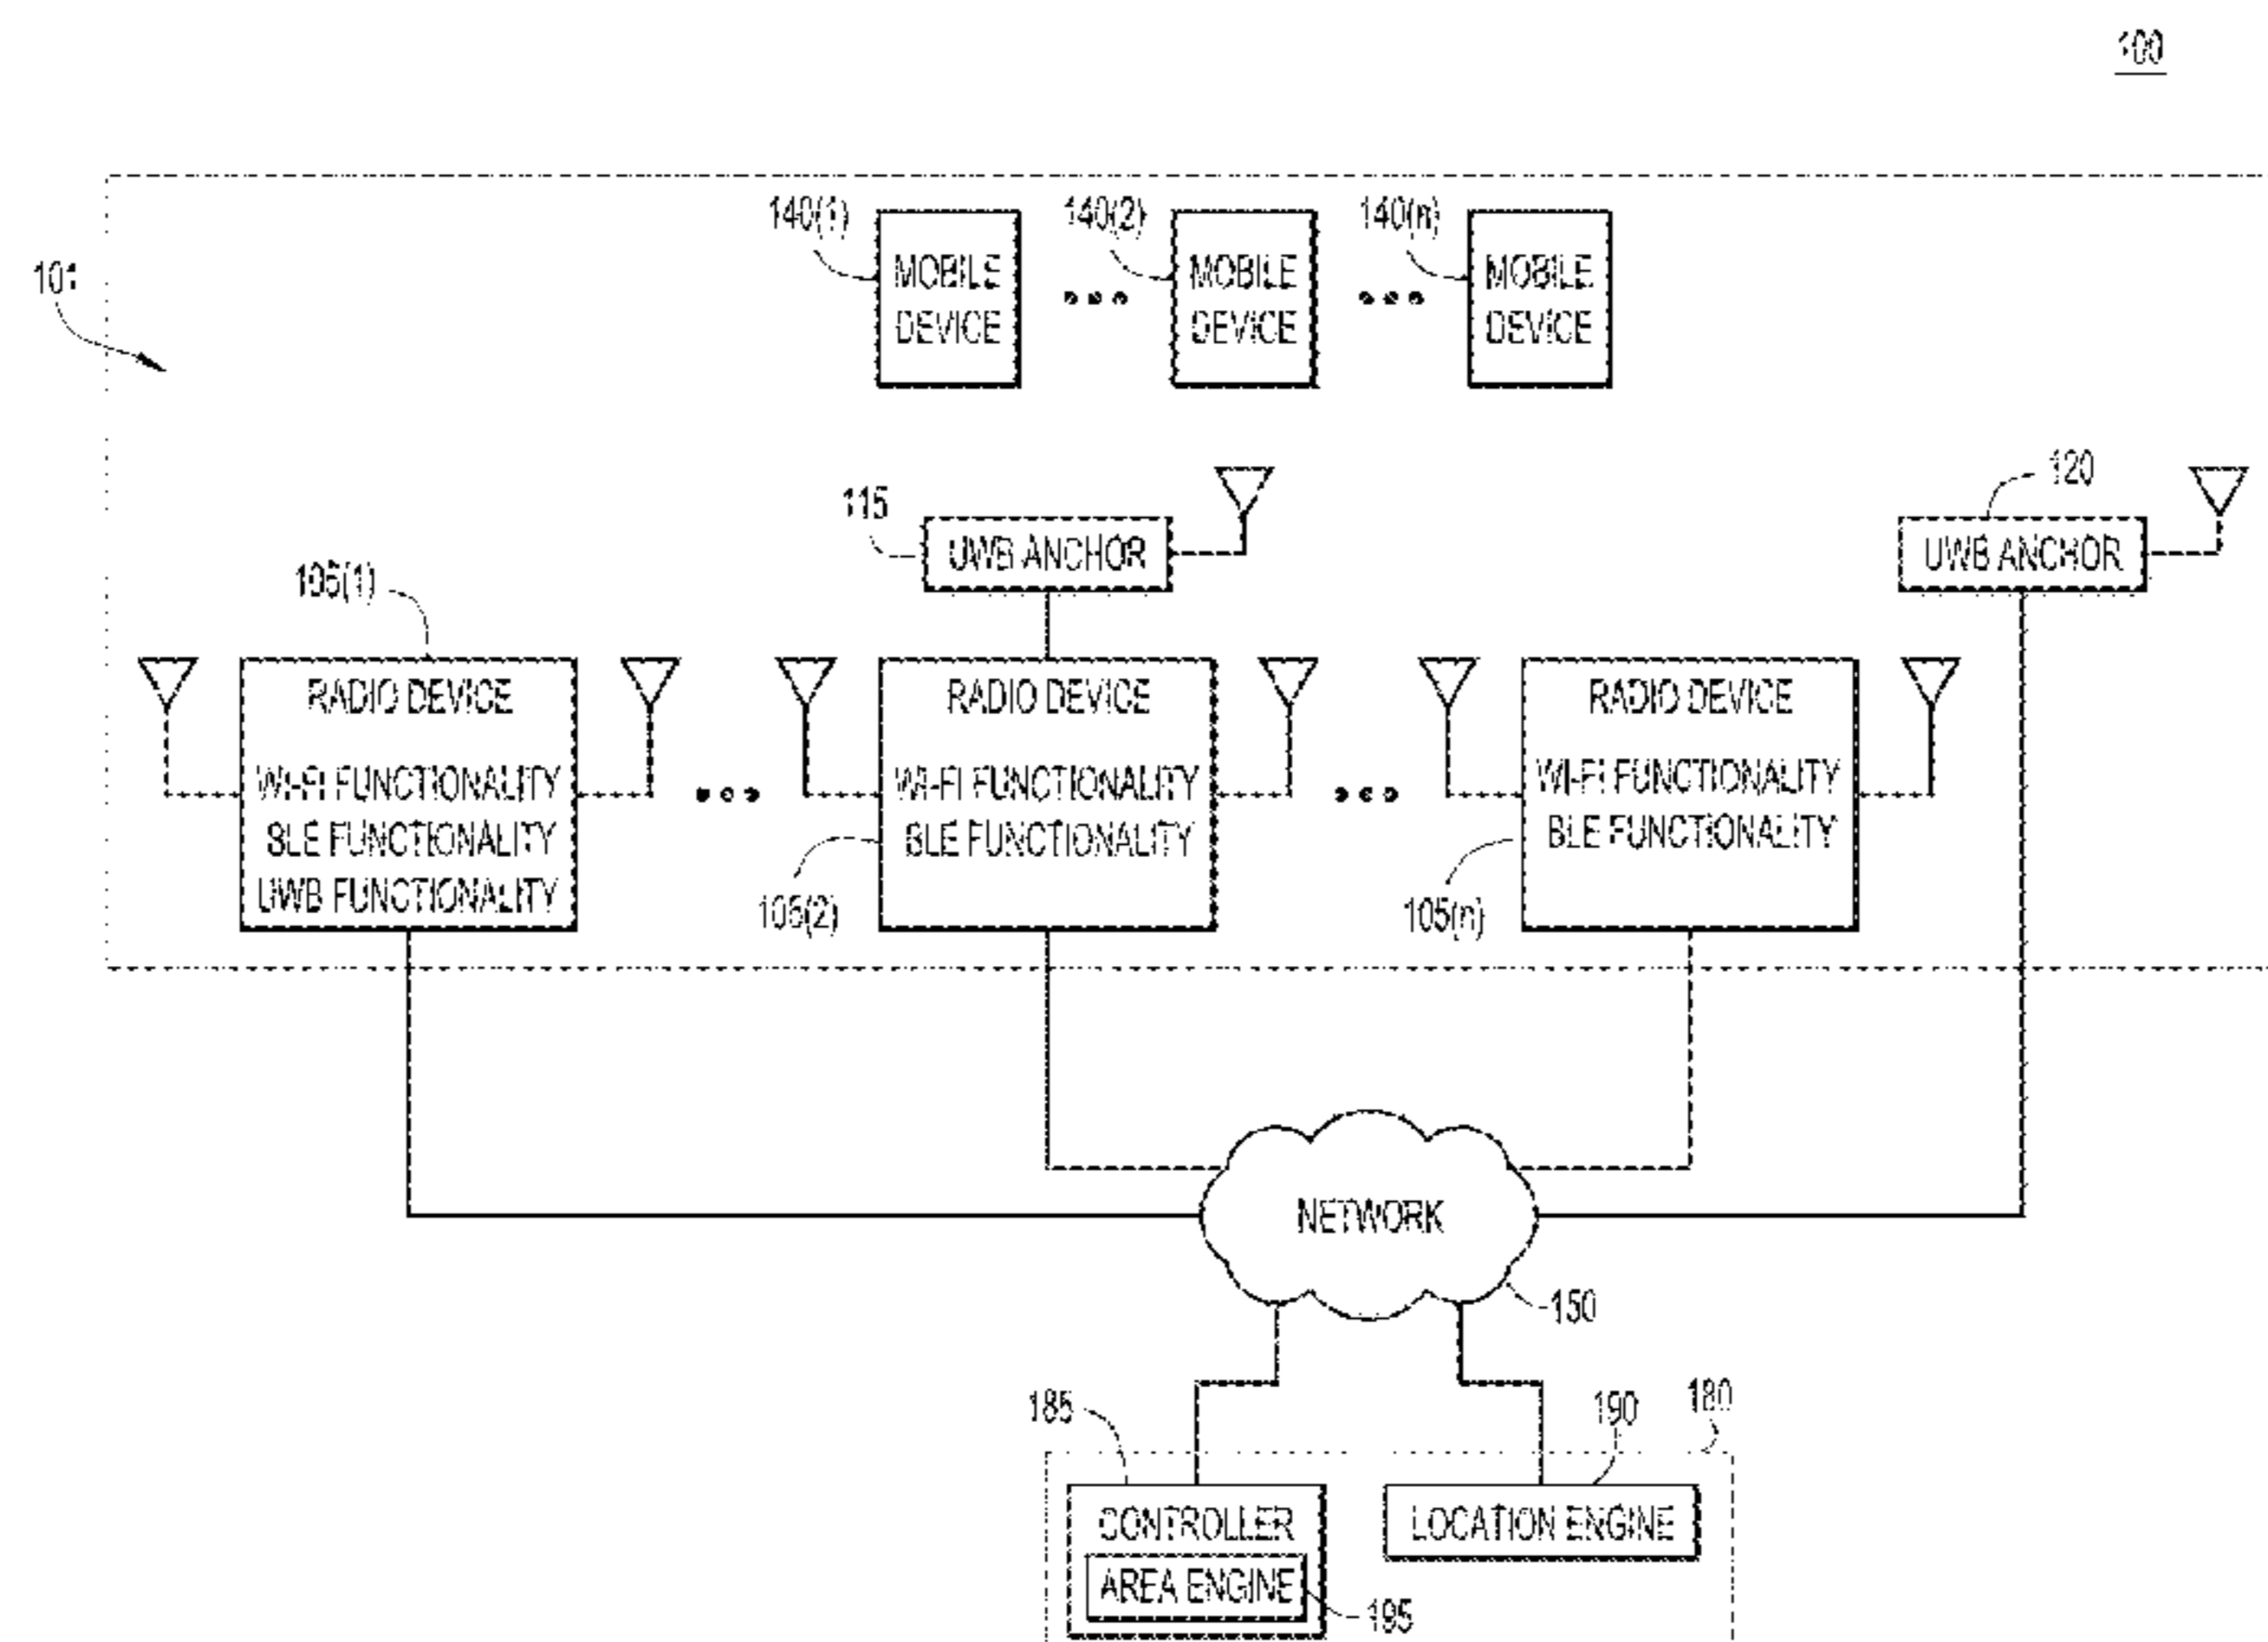 100
101
140(1)
140(2)
140(n)
MOBILE
DEVICE
MOBILE
DEVICE
MOBILE
DEVICE
115
UWB ANCHOR
120
UWB ANCHOR
105(1)
RADIO DEVICE
WI-FI FUNCTIONALITY
BLE FUNCTIONALITY
UWB FUNCTIONALITY
RADIO DEVICE
WI-FI FUNCTIONALITY
BLE FUNCTIONALITY
105(2)
RADIO DEVICE
WI-FI FUNCTIONALITY
BLE FUNCTIONALITY
105(n)
NETWORK
150
185
190
180
CONTROLLER
AREA ENGINE
195
LOCATION ENGINE